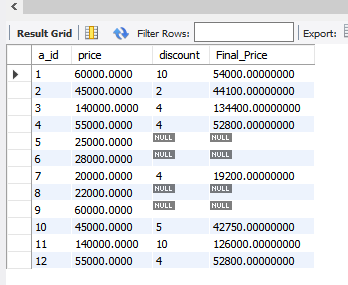 Result Grid Filter Rows: Export:
a_id price discount Final_Price
1 60000.0000 10 54000.00000000
2 45000.0000 2 44100.00000000
3 140000.0000 4 134400.00000000
4 55000.0000 4 52800.00000000
5 25000.0000 NULL NULL
6 28000.0000 NULL NULL
7 20000.0000 4 19200.00000000
8 22000.0000 NULL NULL
9 60000.0000 NULL NULL
10 45000.0000 5 42750.00000000
11 140000.0000 10 126000.00000000
12 55000.0000 4 52800.00000000